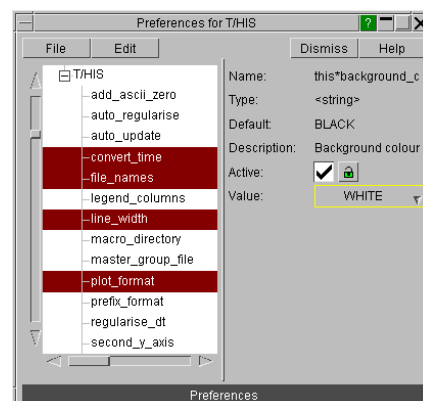 Preferences for T/HIS
?
File Edit Dismiss Help
T/HIS
add_ascii_zero
auto_regularise
auto_update
convert_time
file_names
legend_columns
line_width
macro_directory
master_group_file
plot_format
prefix_format
regularise_dt
second_y_axis
Name: this*background_c
Type: <string>
Default: BLACK
Description: Background colour
Active:
Value: WHITE
Preferences